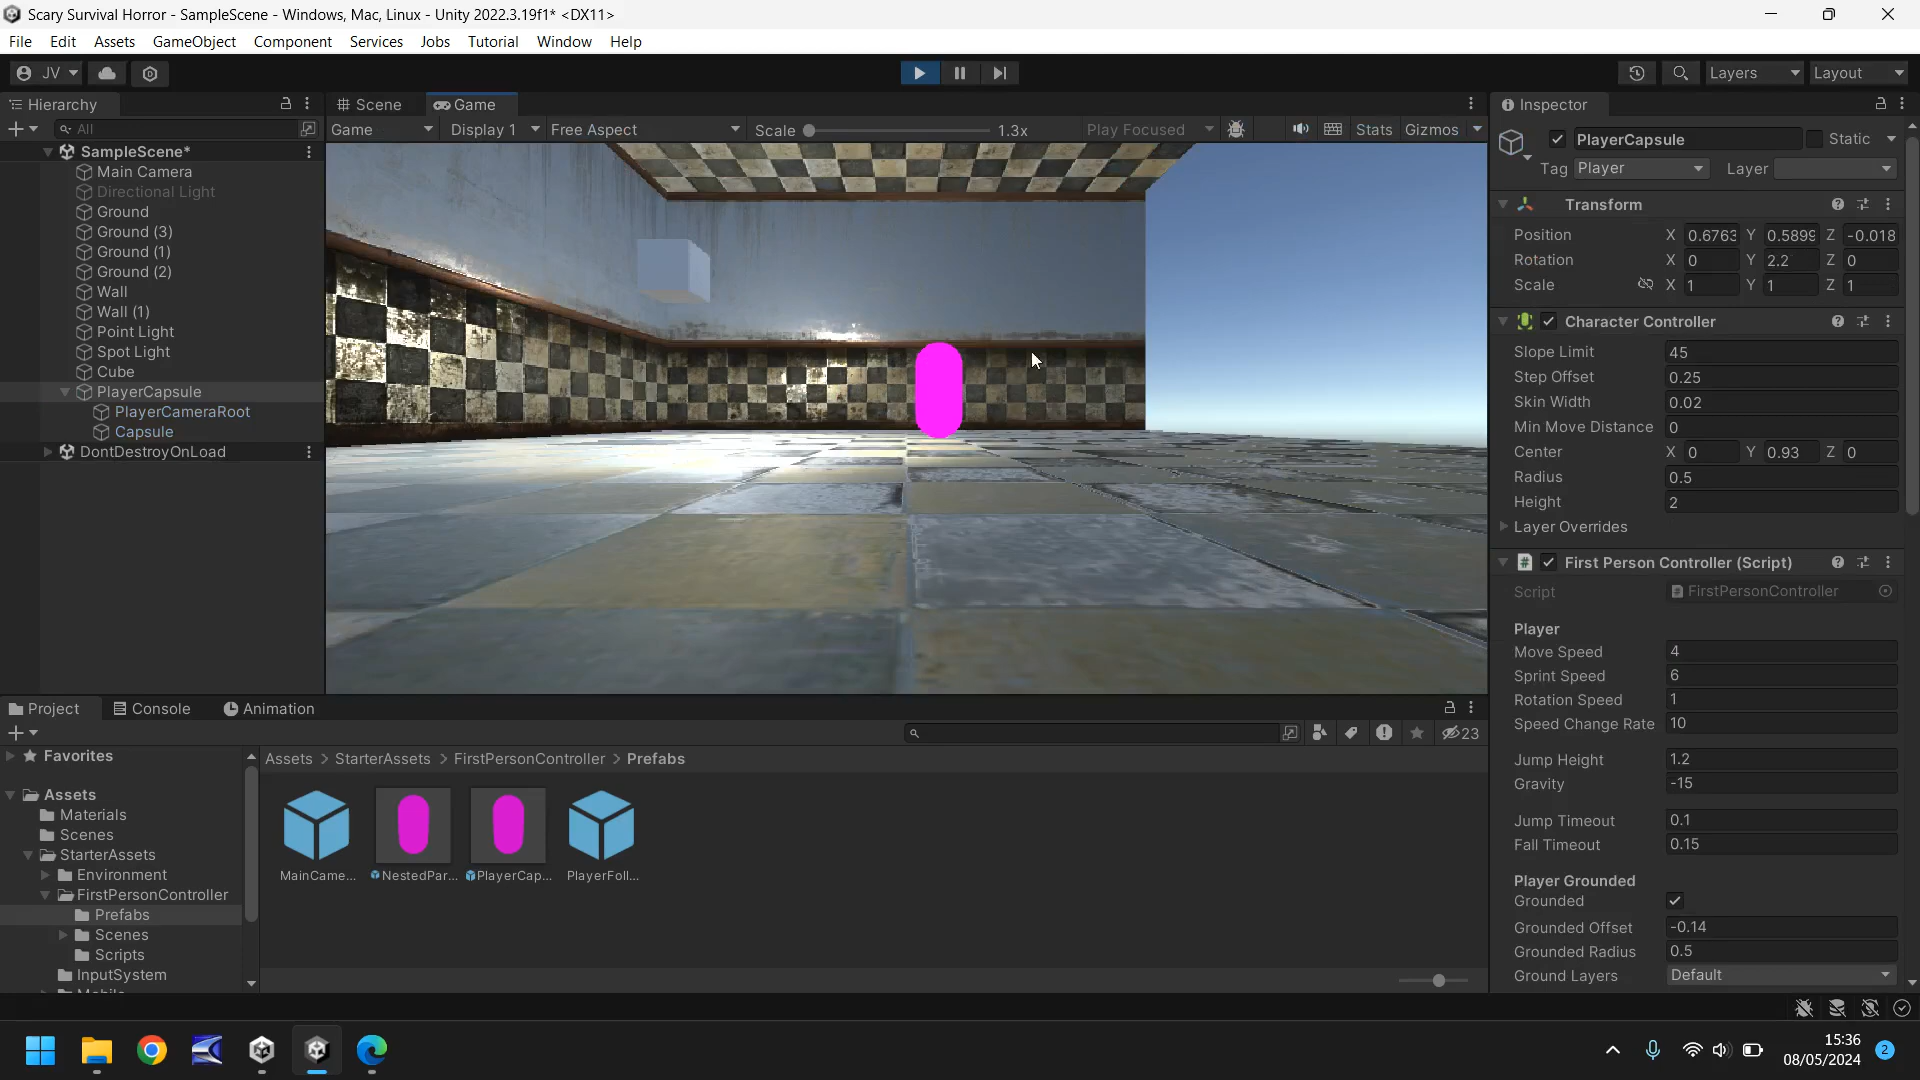 Scary Survival Horror - SampleScene - Windows, Mac, Linux - Unity 2022.3.19f1* <DX11>
File Edit Assets GameObject Component Services Jobs Tutorial Window Help
JV Layers Layout
Hierarchy
All
SampleScene*
Main Camera
Directional Light
Ground
Ground (3)
Ground (1)
Ground (2)
Wall
Wall (1)
Point Light
Spot Light
Cube
PlayerCapsule
PlayerCameraRoot
Capsule
DontDestroyOnLoad
Scene Game
Game Display 1 Free Aspect Scale 1.3x Play Focused Stats Gizmos
Inspector
PlayerCapsule Static
Tag Player Layer
Transform
Position X 0.6763 Y 0.5899 Z -0.018
Rotation X 0 Y 2.2 Z 0
Scale X 1 Y 1 Z 1
Character Controller
Slope Limit 45
Step Offset 0.25
Skin Width 0.02
Min Move Distance 0
Center X 0 Y 0.93 Z 0
Radius 0.5
Height 2
Layer Overrides
First Person Controller (Script)
Script FirstPersonController
Player
Move Speed 4
Sprint Speed 6
Rotation Speed 1
Speed Change Rate 10
Jump Height 1.2
Gravity -15
Jump Timeout 0.1
Fall Timeout 0.15
Player Grounded
Grounded
Grounded Offset -0.14
Grounded Radius 0.5
Ground Layers Default
Project Console Animation
23
Favorites
Assets
Materials
Scenes
StarterAssets
Environment
FirstPersonController
Prefabs
Scenes
Scripts
InputSystem
Assets > StarterAssets > FirstPersonController > Prefabs
MainCame... NestedPar... PlayerCap... PlayerFoll...
15:36
08/05/2024
2